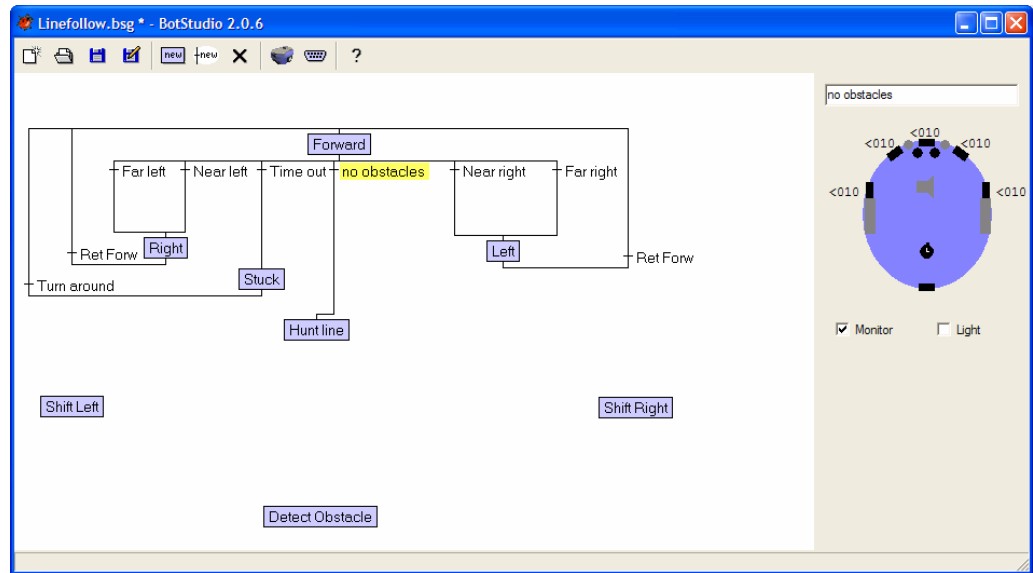 Linefollow.bsg * - BotStudio 2.0.6
new new ?
no obstacles
<010
<010 <010
<010 <010
Forward
Far left Near left Time out no obstacles Near right Far right
Ret Forw Right Left Ret Forw
Turn around Stuck
Hunt line
Monitor Light
Shift Left Shift Right
Detect Obstacle